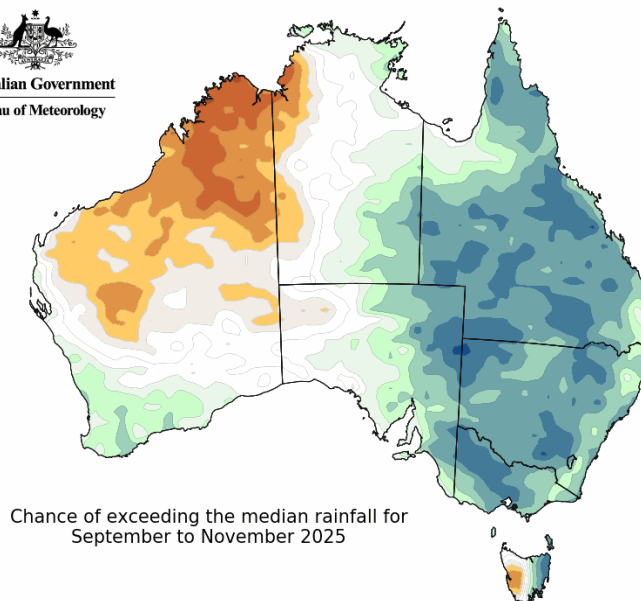 alian Government
au of Meteorology
Chance of exceeding the median rainfall for
September to November 2025